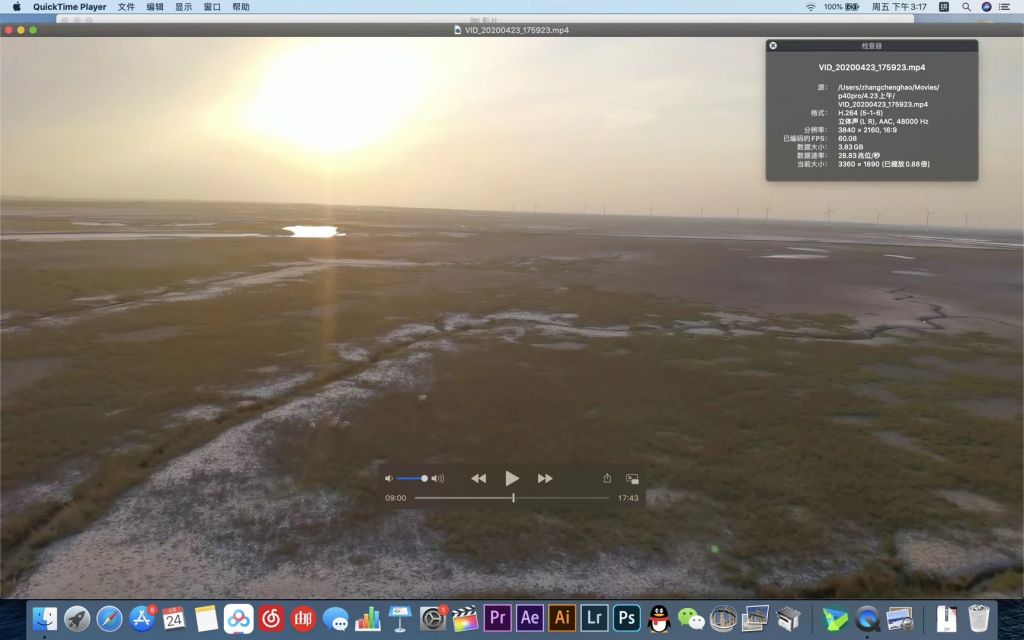 QuickTime Player 文件 编辑 显示 窗口 帮助
100% 周五下午3:17 拼
VID_20200423_175923.mp4
检查器
VID_20200423_175923.mp4
源: /Users/zhangchenghao/Movies/
p40pro/4.23上午/
VID_20200423_175923.mp4
格式: H.264 (5-1-6)
立体声 (L R), AAC, 48000 Hz
分辨率: 3840 × 2160, 16:9
已编码的 FPS: 60.08
数据大小: 3.83 GB
数据速率: 28.83 兆位/秒
当前大小: 3360 × 1890 (已缩放 0.88 倍)
09:00 17:43
8 24 1 Pr Ae Ai Lr Ps